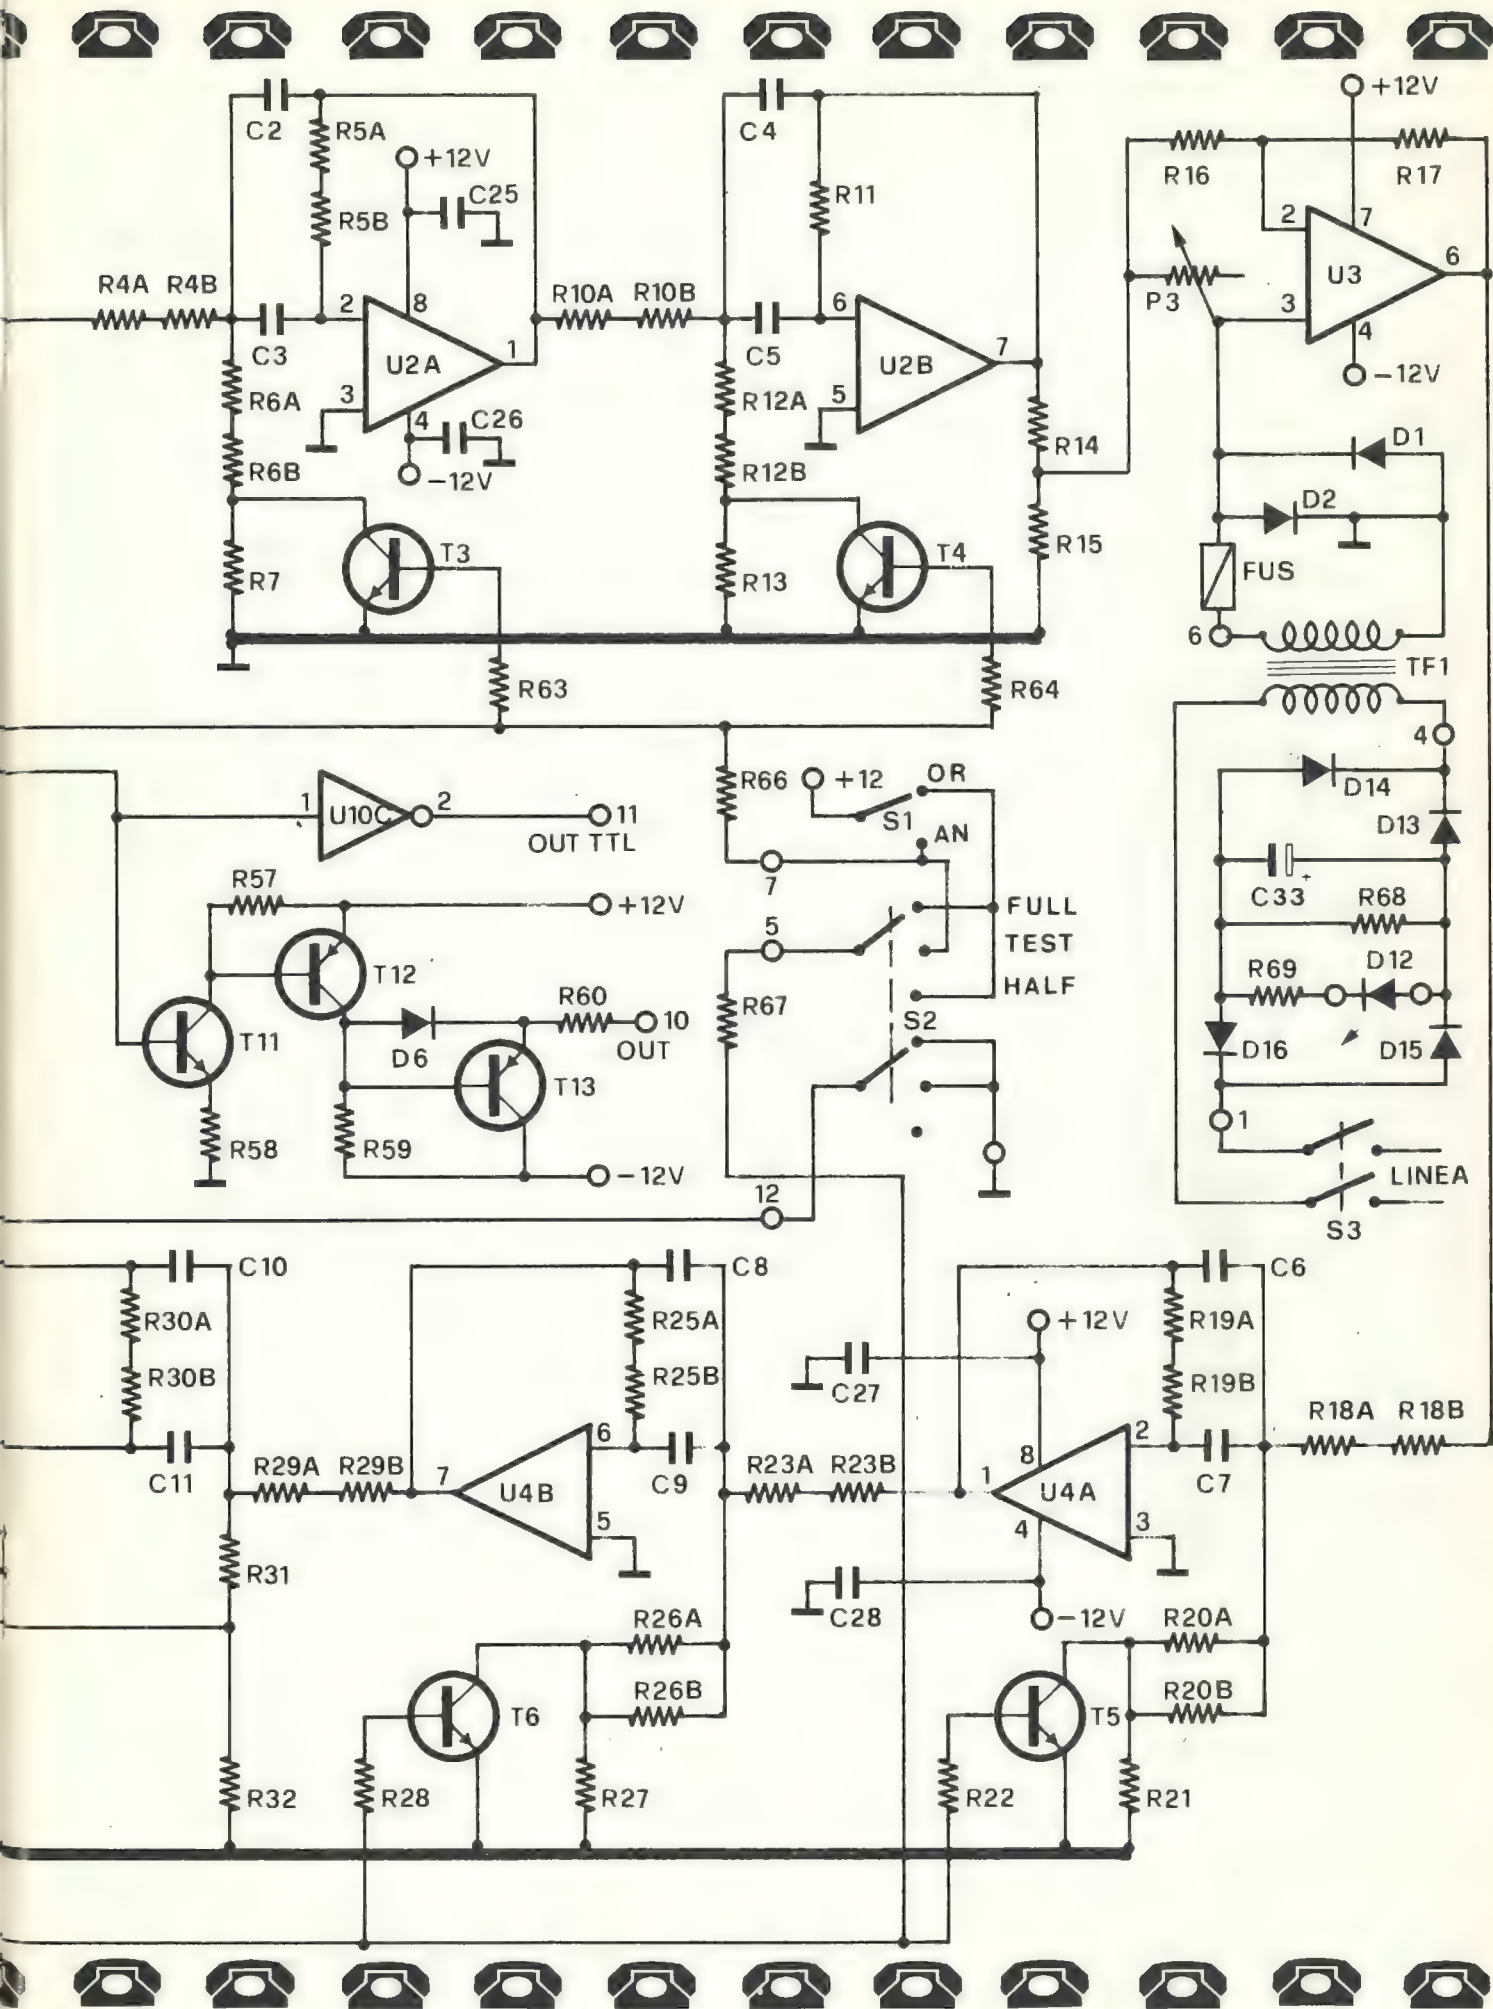 +12V
C2
R5A
C4
+12V
R16
R17
C25
R5B
R11
2
7
6
U3
R4A R4B
P3
3
4
2
8
R10A R10B
6
C3
U2A
1
C5
U2B
7
-12V
R6A
3
4
C26
R12A
5
R14
D1
R6B
-12V
R12B
D2
R7
T3
R13
T4
R15
FUS
6
TF1
R63
R64
4
R66
+12
OR
D14
1
U10C
2
11
S1
D13
OUT TTL
AN
7
R57
C33
+
R68
+12V
FULL
5
TEST
T12
R69
D12
R60
HALF
R67
10
S2
T11
D6
OUT
D16
D15
T13
1
R58
R59
-12V
LINEA
12
S3
C10
C8
C6
R30A
R25A
+12V
R19A
R30B
R25B
C27
R19B
R18A R18B
6
2
C11
R29A R29B
7
U4B
C9
R23A R23B
1
8
U4A
C7
5
4
3
R31
C28
R26A
-12V
R20A
R26B
R20B
T6
T5
R32
R28
R27
R22
R21